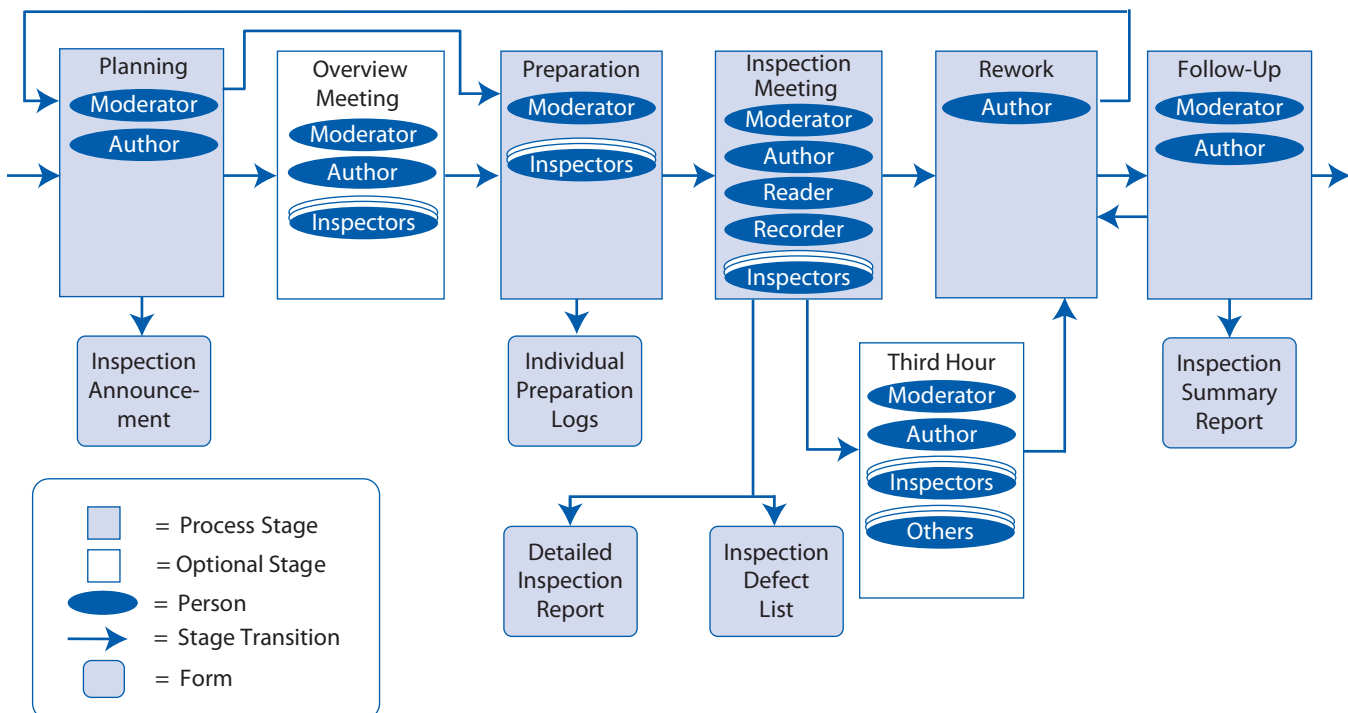 Planning
Moderator
Author
Overview
Meeting
Moderator
Author
Inspectors
Preparation
Moderator
Inspectors
Inspection
Meeting
Moderator
Author
Reader
Recorder
Inspectors
Rework
Author
Follow-Up
Moderator
Author
Inspection
Announce-
ment
Individual
Preparation
Logs
Third Hour
Moderator
Author
Inspectors
Others
Inspection
Summary
Report
Detailed
Inspection
Report
Inspection
Defect
List
= Process Stage
= Optional Stage
= Person
= Stage Transition
= Form